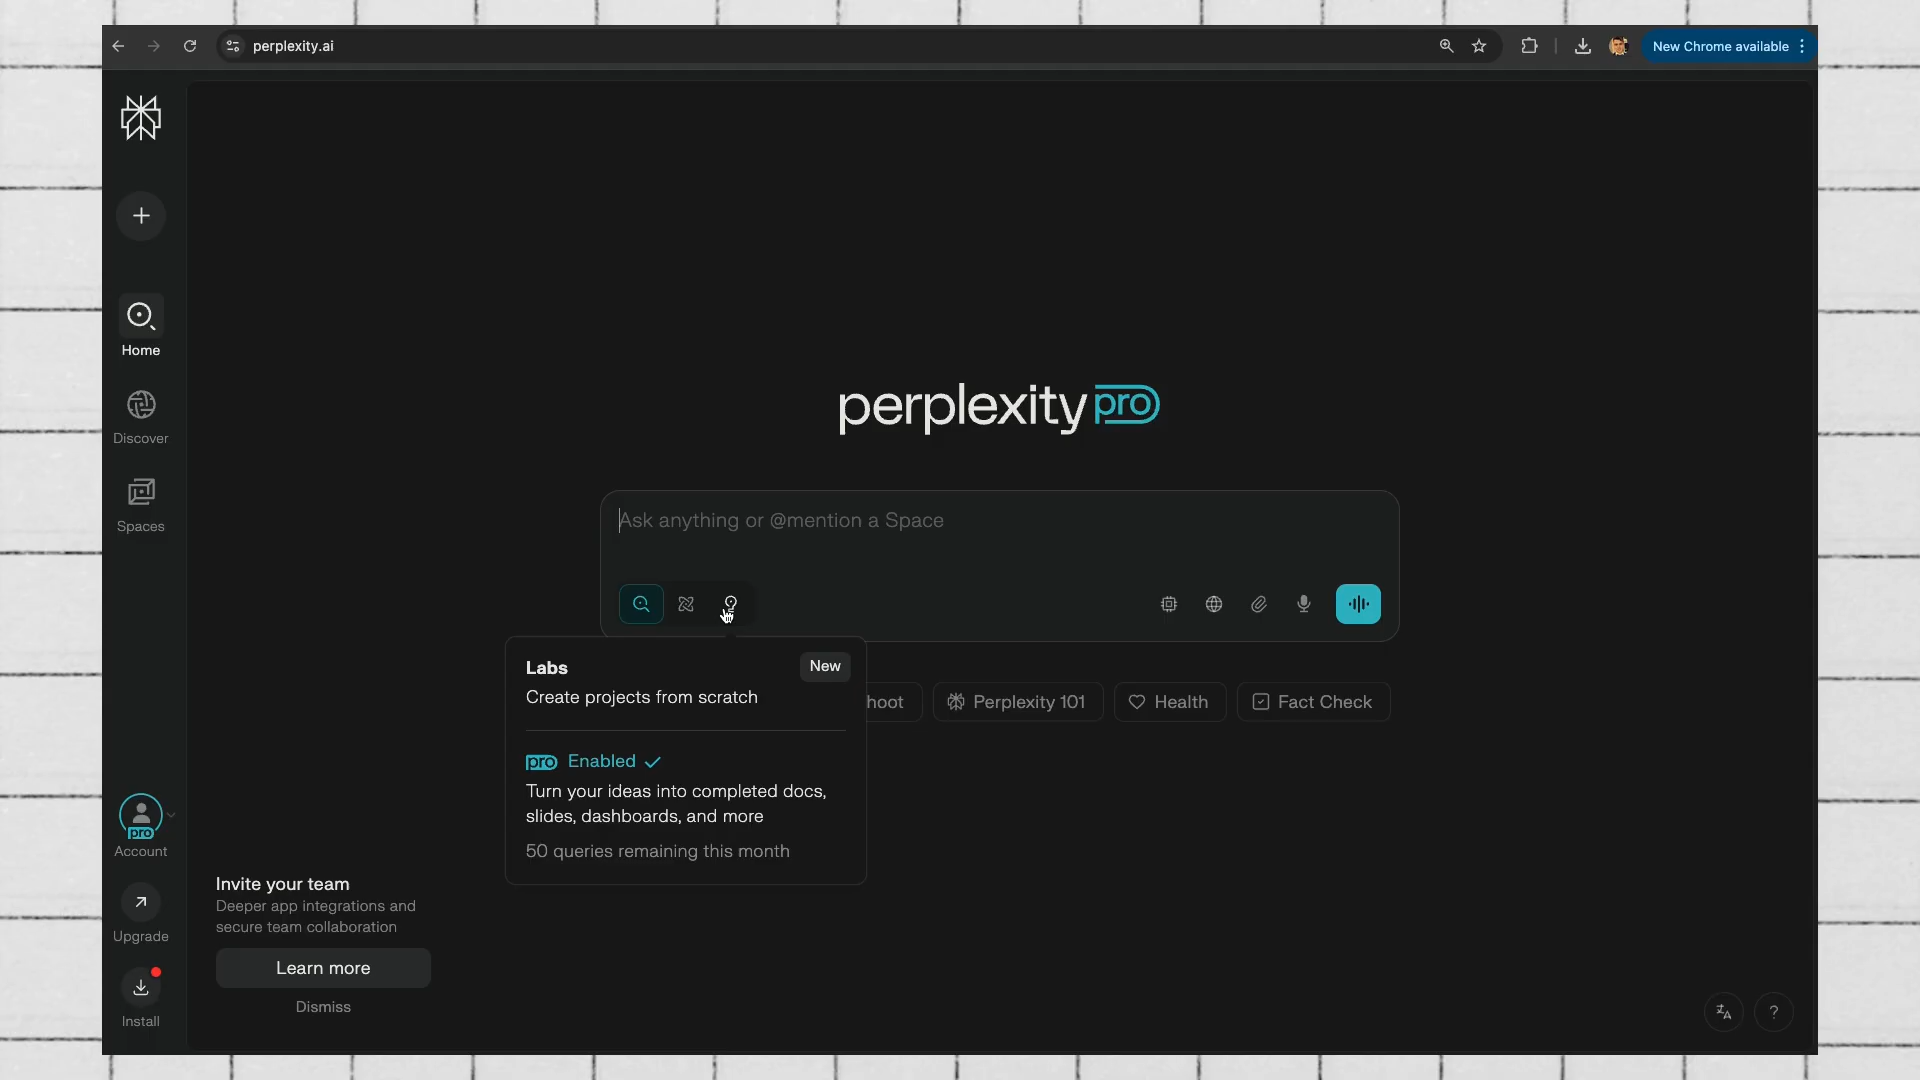 perplexity.ai
New Chrome available
Home
Discover
Spaces
perplexity pro
Ask anything or @mention a Space
Labs
New
Create projects from scratch
pro Enabled
Turn your ideas into completed docs,
slides, dashboards, and more
50 queries remaining this month
hoot
Perplexity 101
Health
Fact Check
pro
Account
Upgrade
Install
Invite your team
Deeper app integrations and
secure team collaboration
Learn more
Dismiss
?